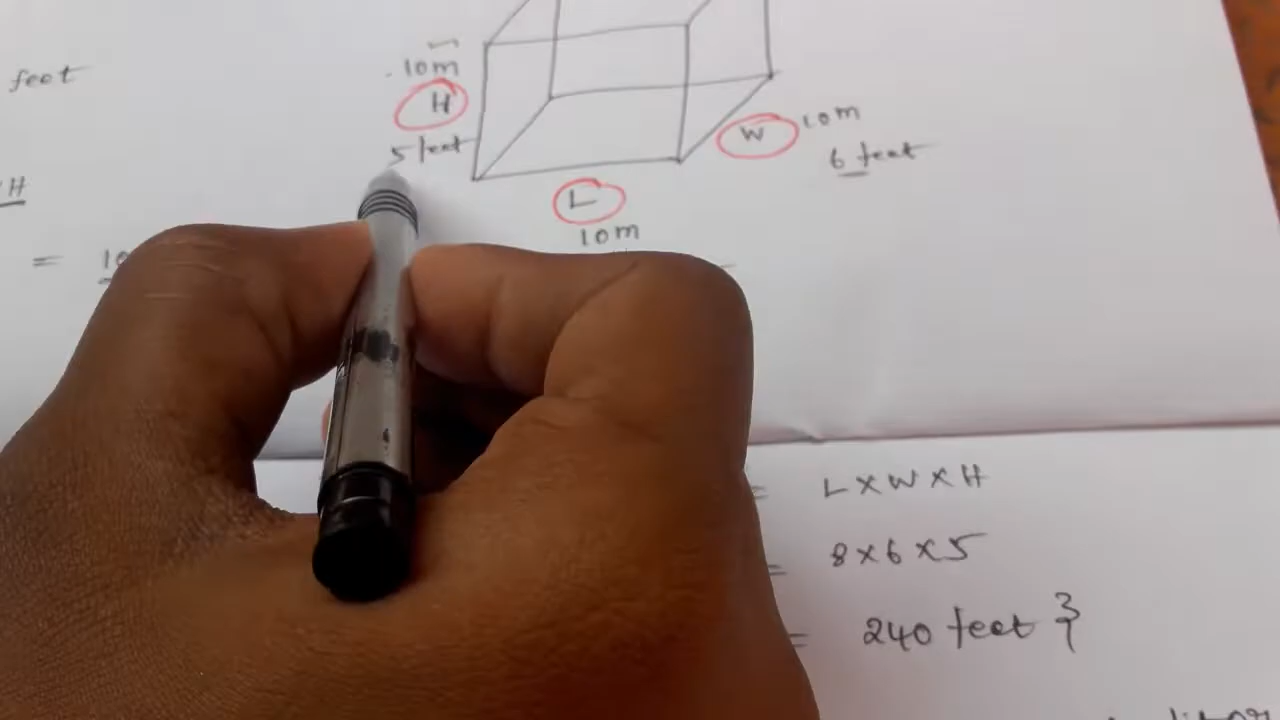 feet
10m
H
5 feet
W 10m
6 feet
L
10m
H
=
= L×W×H
= 8×6×5
= 240 feet 3